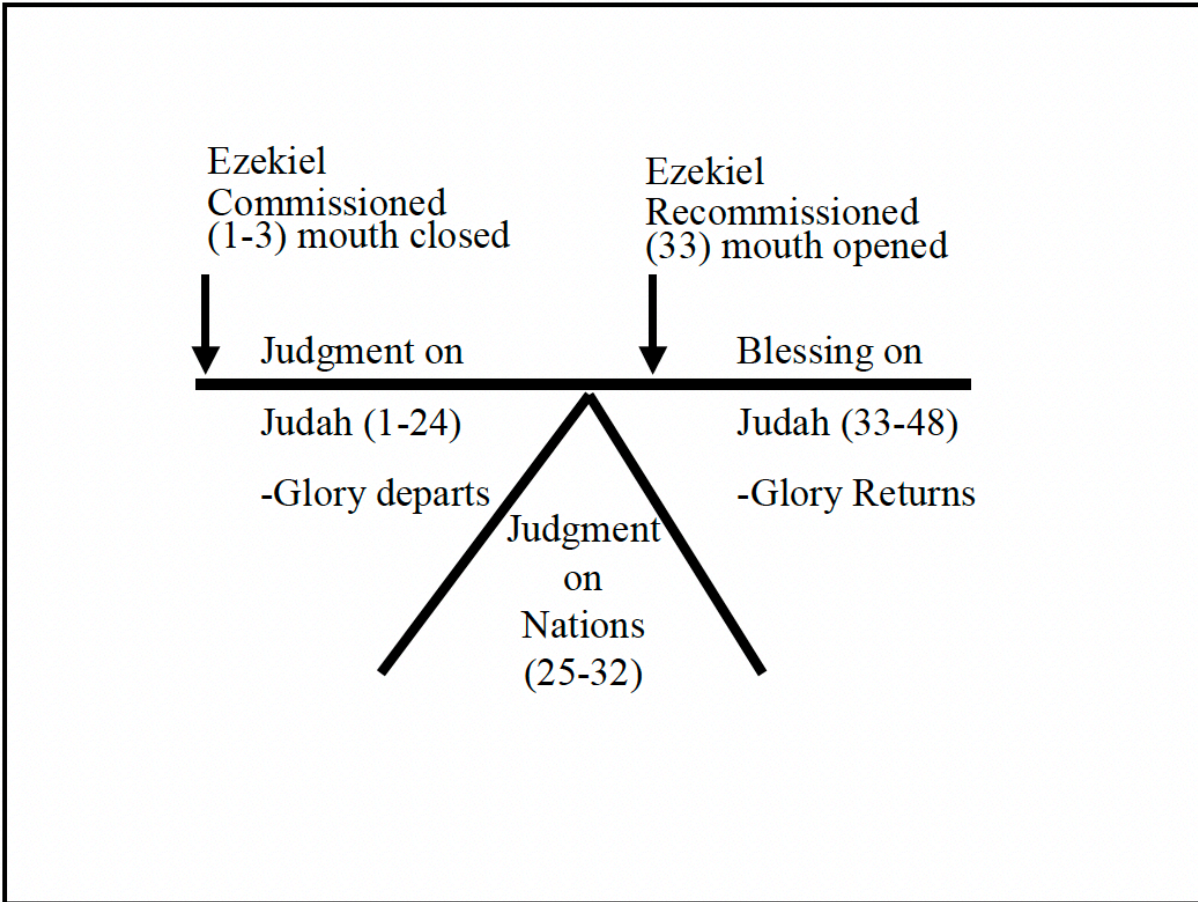 Ezekiel
Commissioned
(1-3) mouth closed
Ezekiel
Recommissioned
(33) mouth opened
Judgment on
Judah (1-24)
-Glory departs
Judgment
on
Nations
(25-32)
Blessing on
Judah (33-48)
-Glory Returns